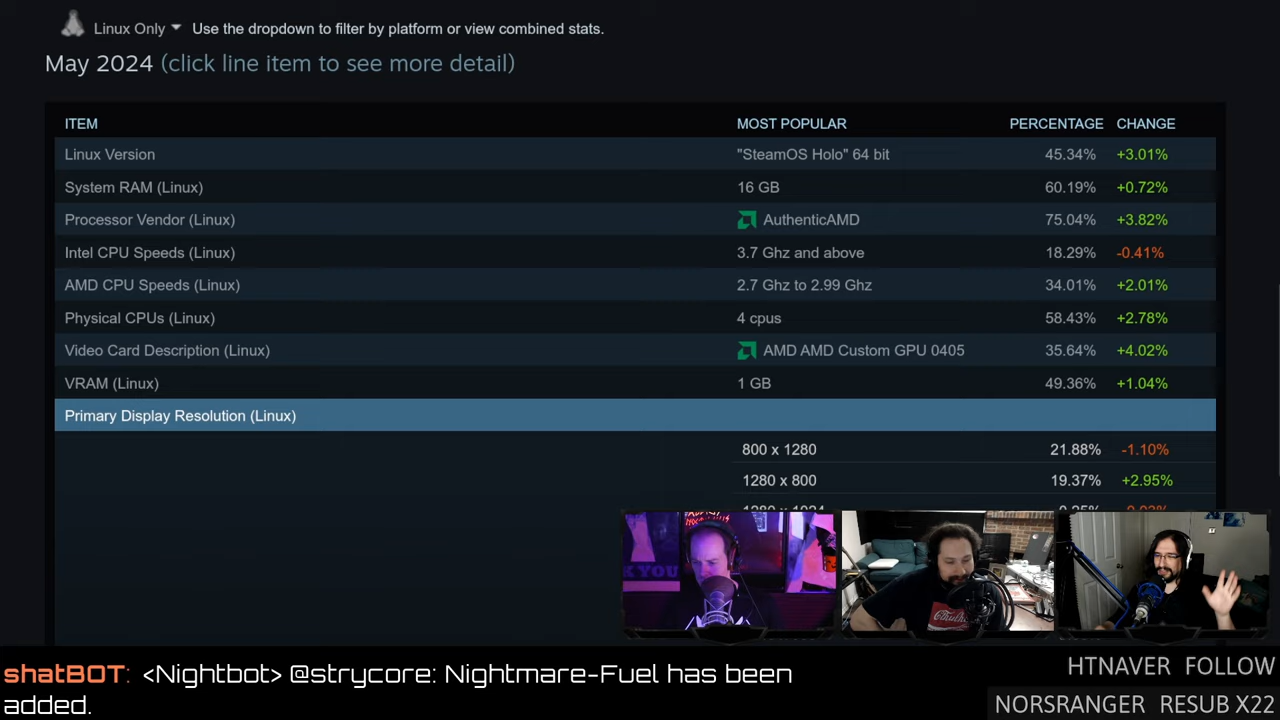 Linux Only Use the dropdown to filter by platform or view combined stats.
May 2024 (click line item to see more detail)
ITEM MOST POPULAR PERCENTAGE CHANGE
Linux Version "SteamOS Holo" 64 bit 45.34% +3.01%
System RAM (Linux) 16 GB 60.19% +0.72%
Processor Vendor (Linux) AuthenticAMD 75.04% +3.82%
Intel CPU Speeds (Linux) 3.7 Ghz and above 18.29% -0.41%
AMD CPU Speeds (Linux) 2.7 Ghz to 2.99 Ghz 34.01% +2.01%
Physical CPUs (Linux) 4 cpus 58.43% +2.78%
Video Card Description (Linux) AMD AMD Custom GPU 0405 35.64% +4.02%
VRAM (Linux) 1 GB 49.36% +1.04%
Primary Display Resolution (Linux)
800 x 1280 21.88% -1.10%
1280 x 800 19.37% +2.95%
K YOU
Cthulhu
shatBOT: <Nightbot> @strycore: Nightmare-Fuel has been
added.
HTNAVER FOLLOW
NORSRANGER RESUB X22